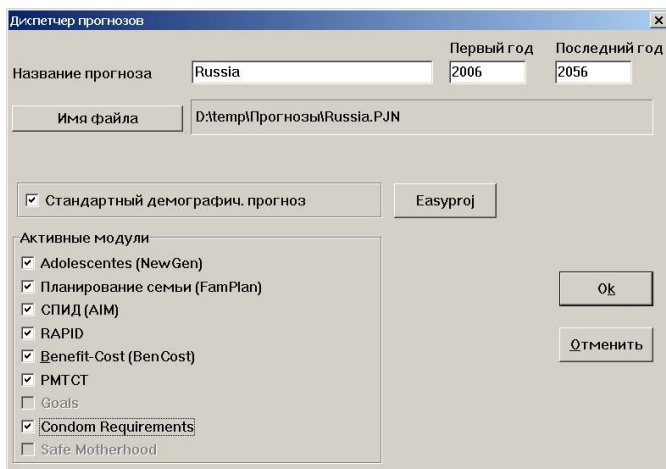 Диспетчер прогнозов
Первый год Последний год
Название прогноза Russia 2006 2056
Имя файла D:\temp\Прогнозы\Russia.PJN
Стандартный демографич. прогноз Easyproj
Активные модули
Adolescentes (NewGen)
Планирование семьи (FamPlan)
СПИД (AIM)
Ok
RAPID
Отменить
Benefit-Cost (BenCost)
PMTCT
Goals
Condom Requirements
Safe Motherhood